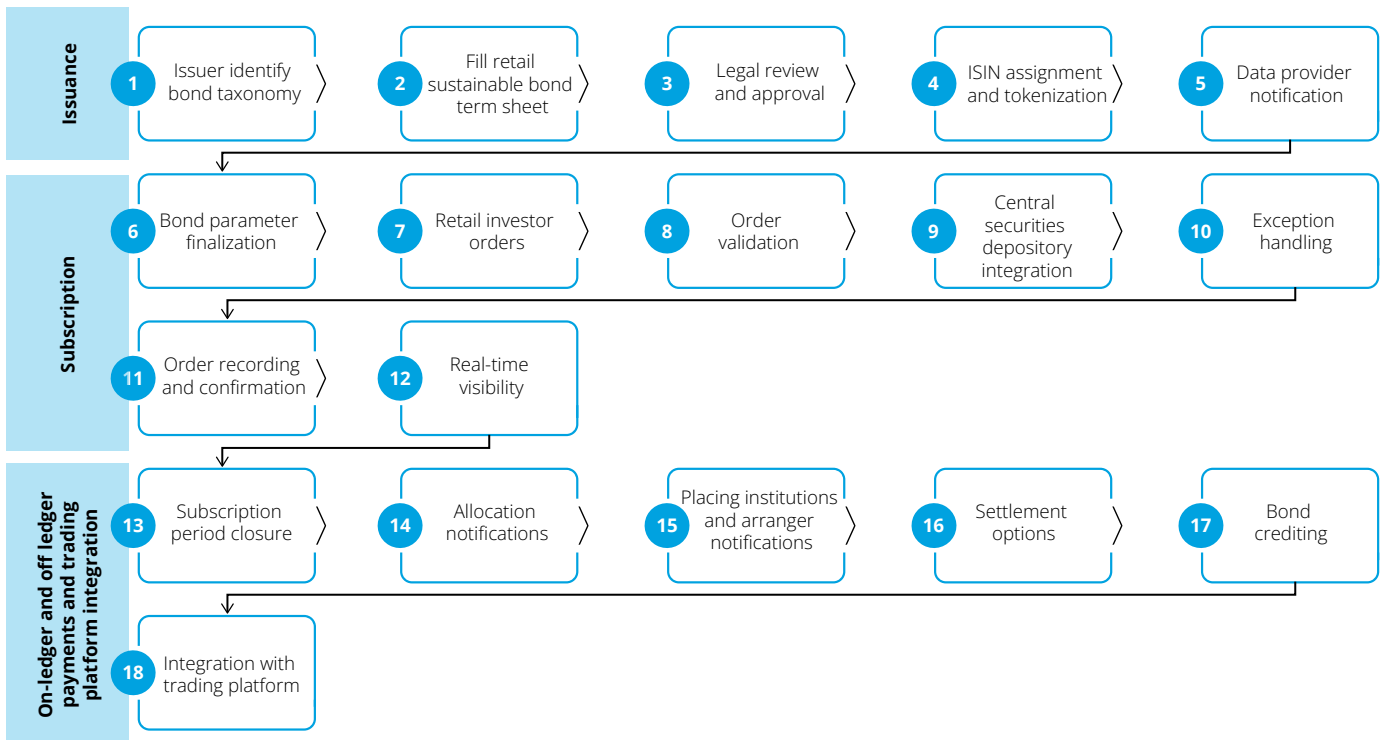 Issuance
1
Issuer identify
bond taxonomy
2
Fill retail
sustainable bond
term sheet
3
Legal review
and approval
4
ISIN assignment
and tokenization
5
Data provider
notification
Subscription
6
Bond parameter
finalization
7
Retail investor
orders
8
Order
validation
9
Central
securities
depository
integration
10
Exception
handling
11
Order recording
and confirmation
12
Real-time
visibility
On-ledger and off ledger
payments and trading
platform integration
13
Subscription
period closure
14
Allocation
notifications
15
Placing institutions
and arranger
notifications
16
Settlement
options
17
Bond
crediting
18
Integration with
trading platform